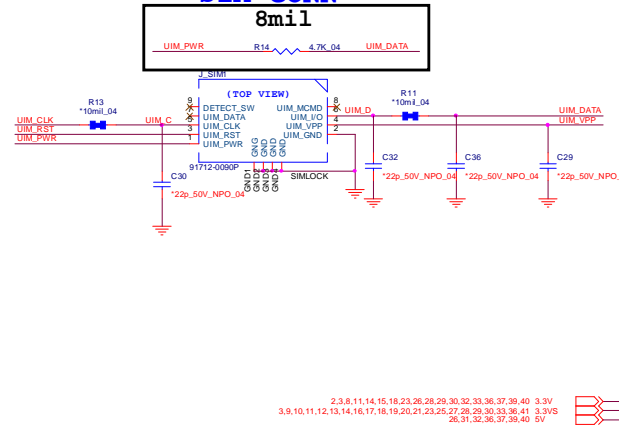 8mil
UIM_PWR R14 4.7K_04 UIM_DATA
J_SIM1
(TOP VIEW)
R13
*10mil_04
R11
*10mil_04
9 DETECT_SW UIM_MCMD 8
UIM_DATA UIM_I/O 6
UIM_CLK UIM_C 5 UIM_D
3 UIM_CLK UIM_VPP 4
UIM_RST 3 UIM_RST UIM_GND 2
UIM_PWR 1 UIM_PWR
UIM_DATA
UIM_VPP
GNG GND GND GND
91712-0090P
SIMLOCK
GND1 GND2 GND3 GND4
C30
*22p_50V_NPO_04
C32
*22p_50V_NPO_04
C36
*22p_50V_NPO_04
C29
*22p_50V_NPO_
2,3,8,11,14,15,18,23,26,28,29,30,32,33,36,37,39,40 3.3V
3,9,10,11,12,13,14,16,17,18,19,20,21,23,25,27,28,29,30,33,36,41 3.3VS
26,31,32,36,37,39,40 5V